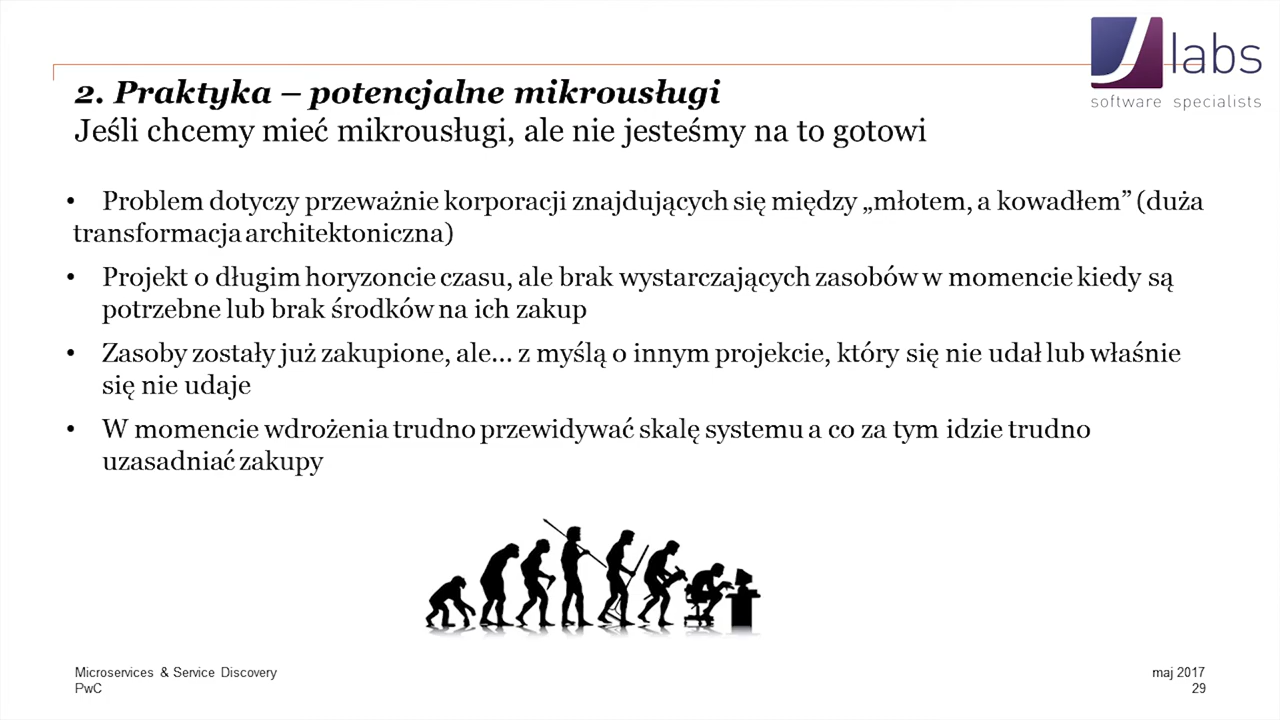 J labs
software specialists
2. Praktyka – potencjalne mikrousługi
Jeśli chcemy mieć mikrousługi, ale nie jesteśmy na to gotowi
• Problem dotyczy przeważnie korporacji znajdujących się między „młotem, a kowadłem” (duża
transformacja architektoniczna)
• Projekt o długim horyzoncie czasu, ale brak wystarczających zasobów w momencie kiedy są
potrzebne lub brak środków na ich zakup
• Zasoby zostały już zakupione, ale... z myślą o innym projekcie, który się nie udał lub właśnie
się nie udaje
• W momencie wdrożenia trudno przewidywać skalę systemu a co za tym idzie trudno
uzasadniać zakupy
Microservices & Service Discovery
PwC
maj 2017
29